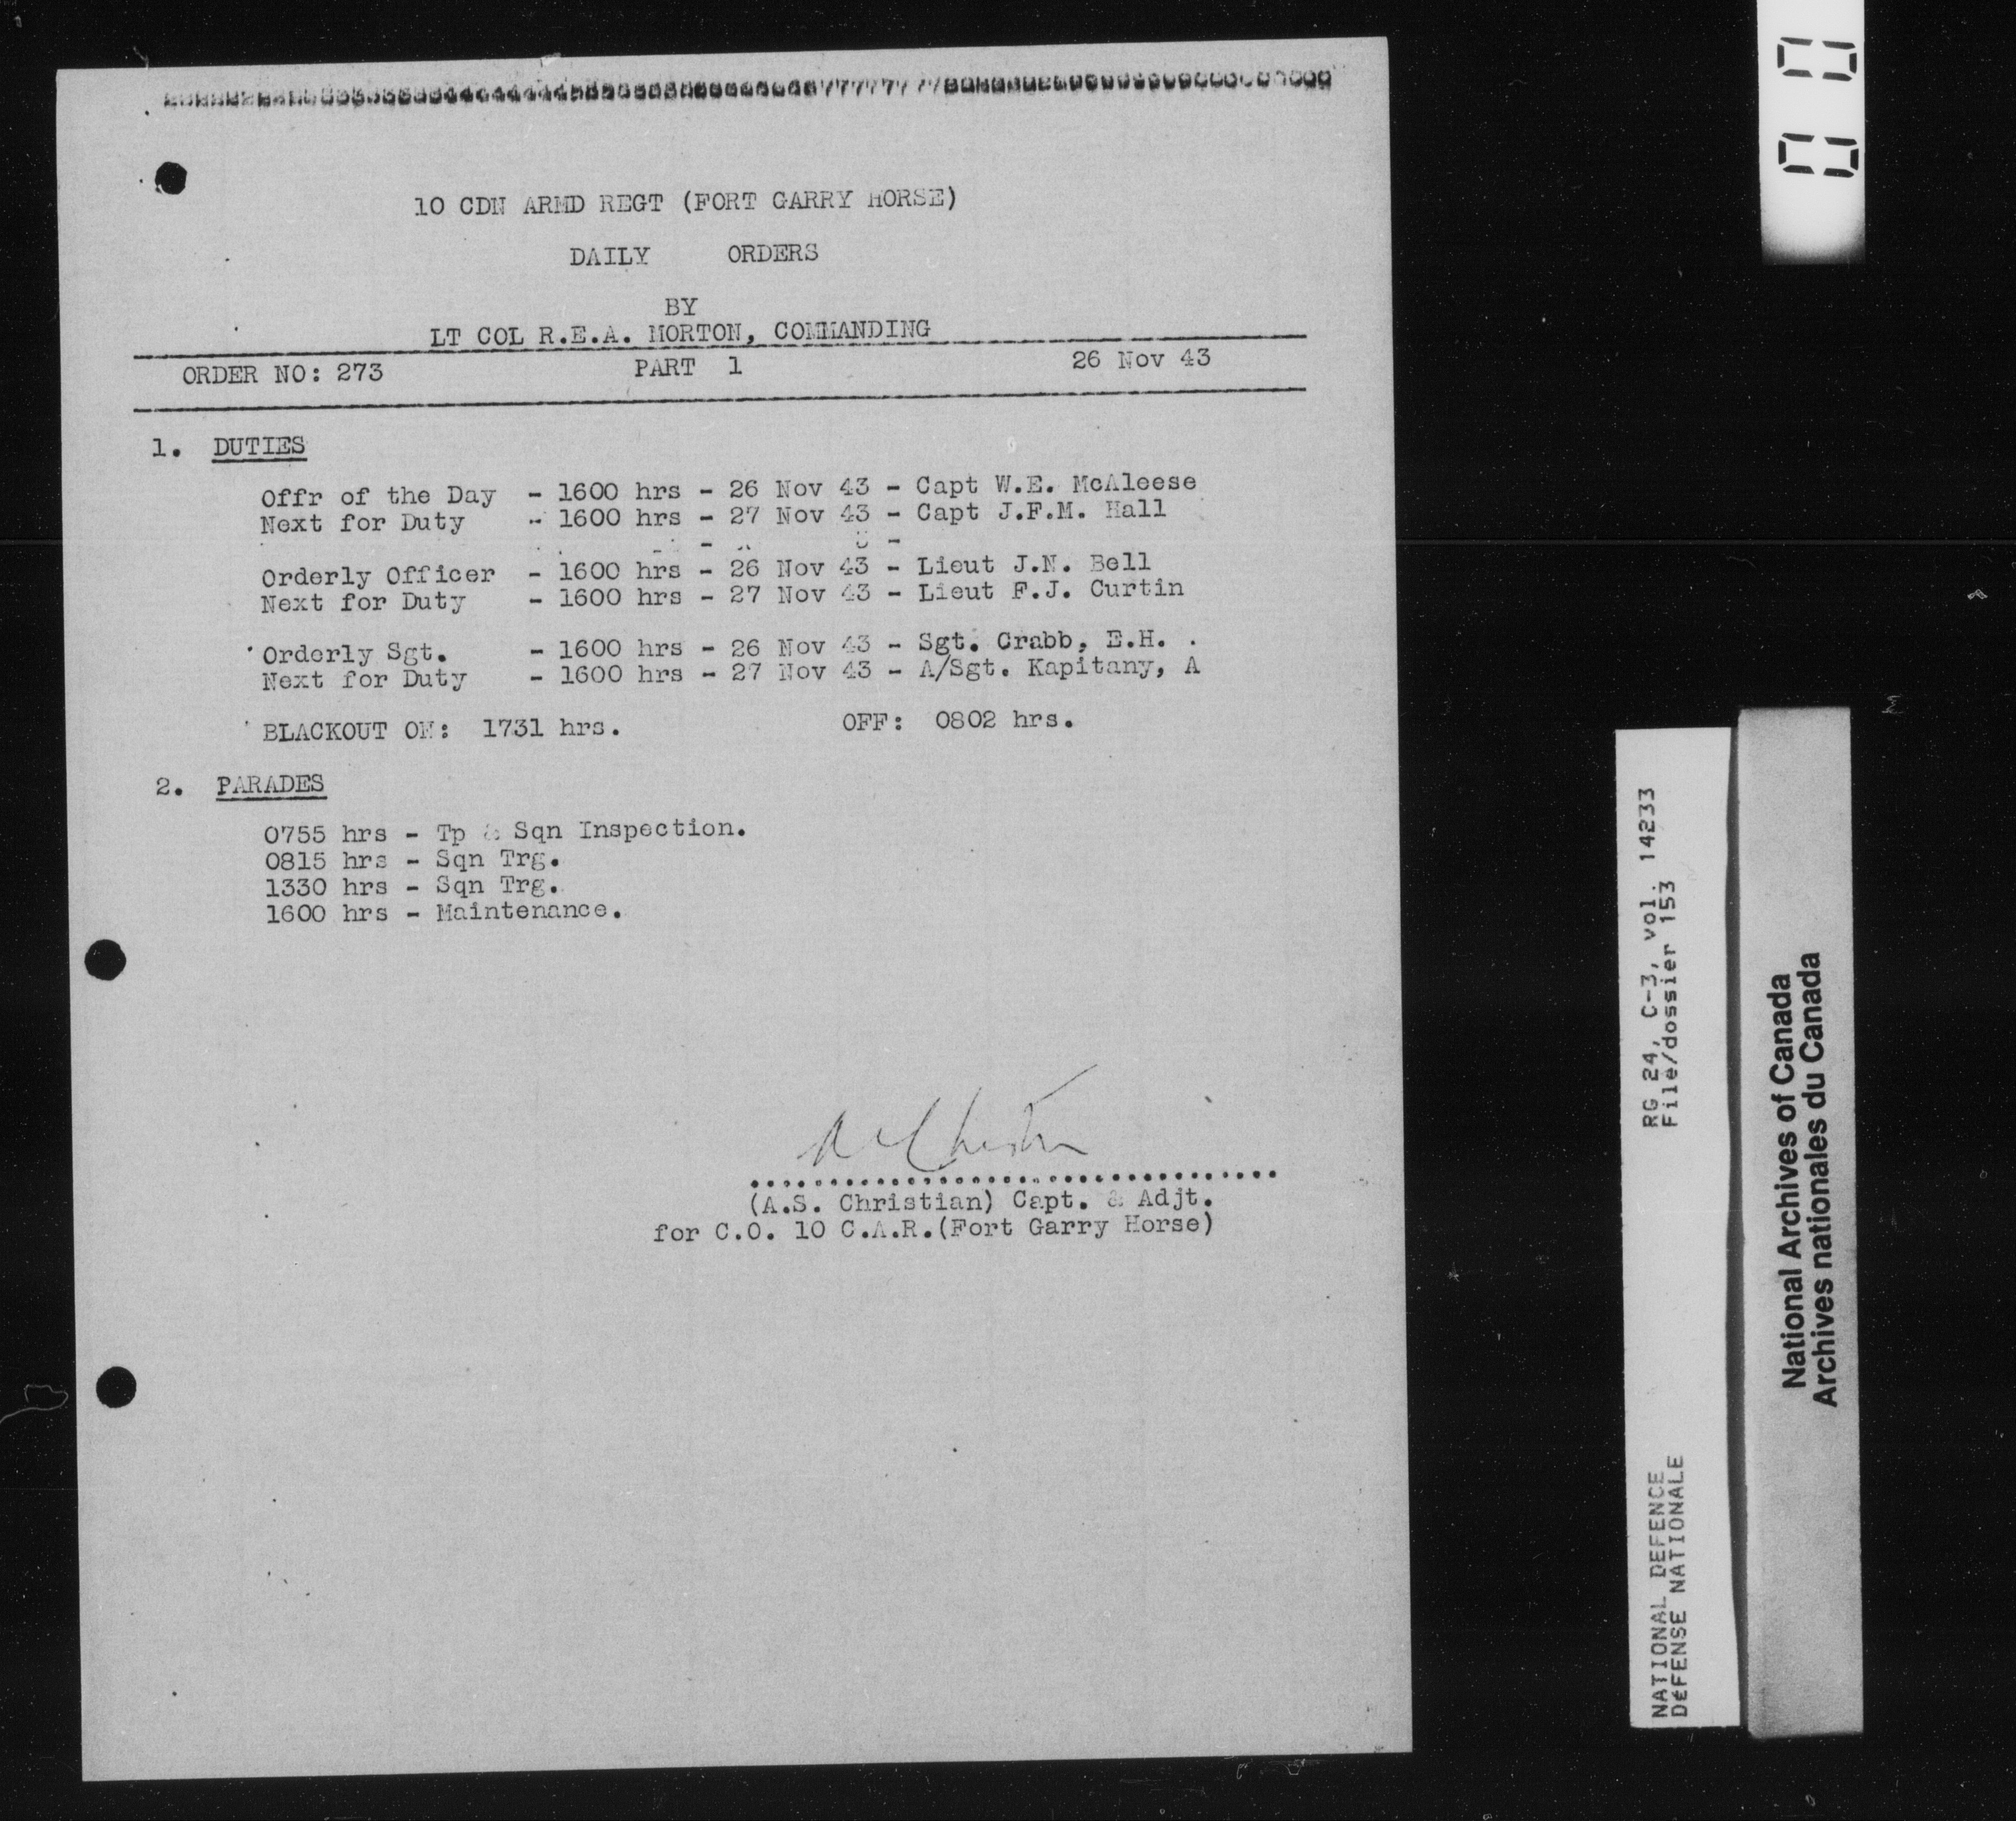 10 CDN ARMD REGT (FORT GARRY HORSE)
DAILY ORDERS
BY
LT COL R.E.A. MORTON, COMMANDING
ORDER NO: 273 PART 1 26 Nov 43
1. DUTIES
Offr of the Day - 1600 hrs - 26 Nov 43 - Capt W.E. McAleese
Next for Duty - 1600 hrs - 27 Nov 43 - Capt J.F.M. Hall
Orderly Officer - 1600 hrs - 26 Nov 43 - Lieut J.N. Bell
Next for Duty - 1600 hrs - 27 Nov 43 - Lieut F.J. Curtin
Orderly Sgt. - 1600 hrs - 26 Nov 43 - Sgt. Crabb, E.H.
Next for Duty - 1600 hrs - 27 Nov 43 - A/Sgt. Kapitany, A
BLACKOUT ON: 1731 hrs. OFF: 0802 hrs.
2. PARADES
0755 hrs - Tp & Sqn Inspection.
0815 hrs - Sqn Trg.
1330 hrs - Sqn Trg.
1600 hrs - Maintenance.
(A.S. Christian) Capt. & Adjt.
for C.O. 10 C.A.R.(Fort Garry Horse)
RG 24, C-3, vol. 14233
File/dossier 153
NATIONAL DEFENCE
DéFENSE NATIONALE
National Archives of Canada
Archives nationales du Canada